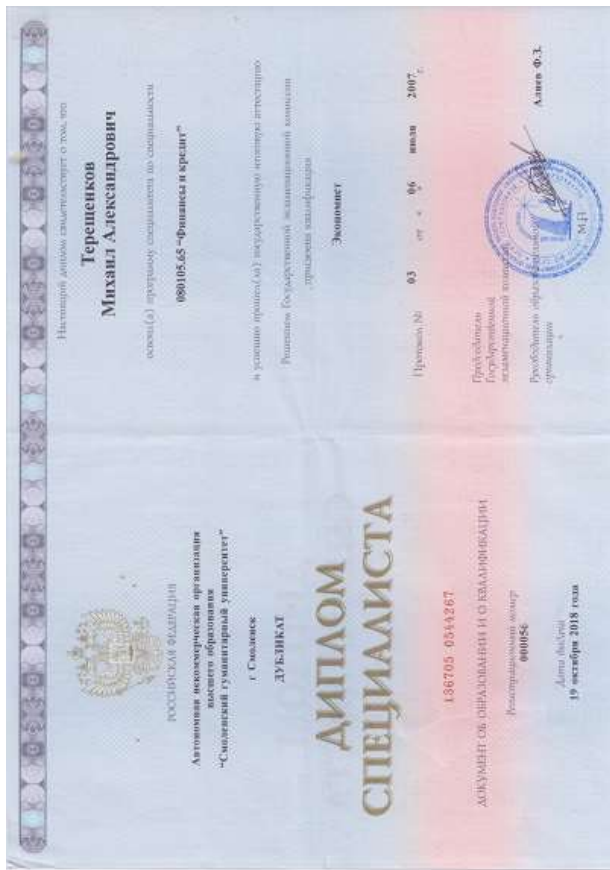 РОССИЙСКАЯ ФЕДЕРАЦИЯ
Автономная некоммерческая организация
высшего образования
"Смоленский гуманитарный университет"
г Смоленск
ДУБЛИКАТ
ДИПЛОМ
СПЕЦИАЛИСТА
136705 0544267
ДОКУМЕНТ ОБ ОБРАЗОВАНИИ И О КВАЛИФИКАЦИИ
Регистрационный номер
000056
Дата выдачи
19 октября 2018 года
Настоящий диплом свидетельствует о том, что
Терещенков
Михаил Александрович
освоил(а) программу специалитета по специальности
080105.65 "Финансы и кредит"
и успешно прошёл(ла) государственную итоговую аттестацию
Решением Государственной экзаменационной комиссии
присвоена квалификация
Экономист
Протокол № 03 от « 06 » июля 2007 г.
Председатель
Государственной
экзаменационной комиссии
Руководитель образовательной
организации
Алиев Ф.З.
М.П.